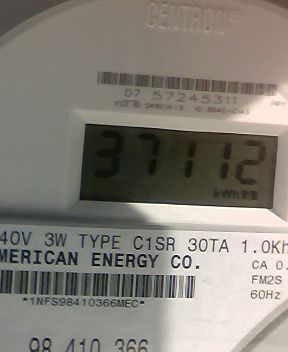 CENTRON®
07 57245311
37112
kWh
40V 3W TYPE C1SR 30TA 1.0Kh
MERICAN ENERGY CO.
CA 0.
FM2S
60Hz
*1NFS98410366MEC*
98 410 366